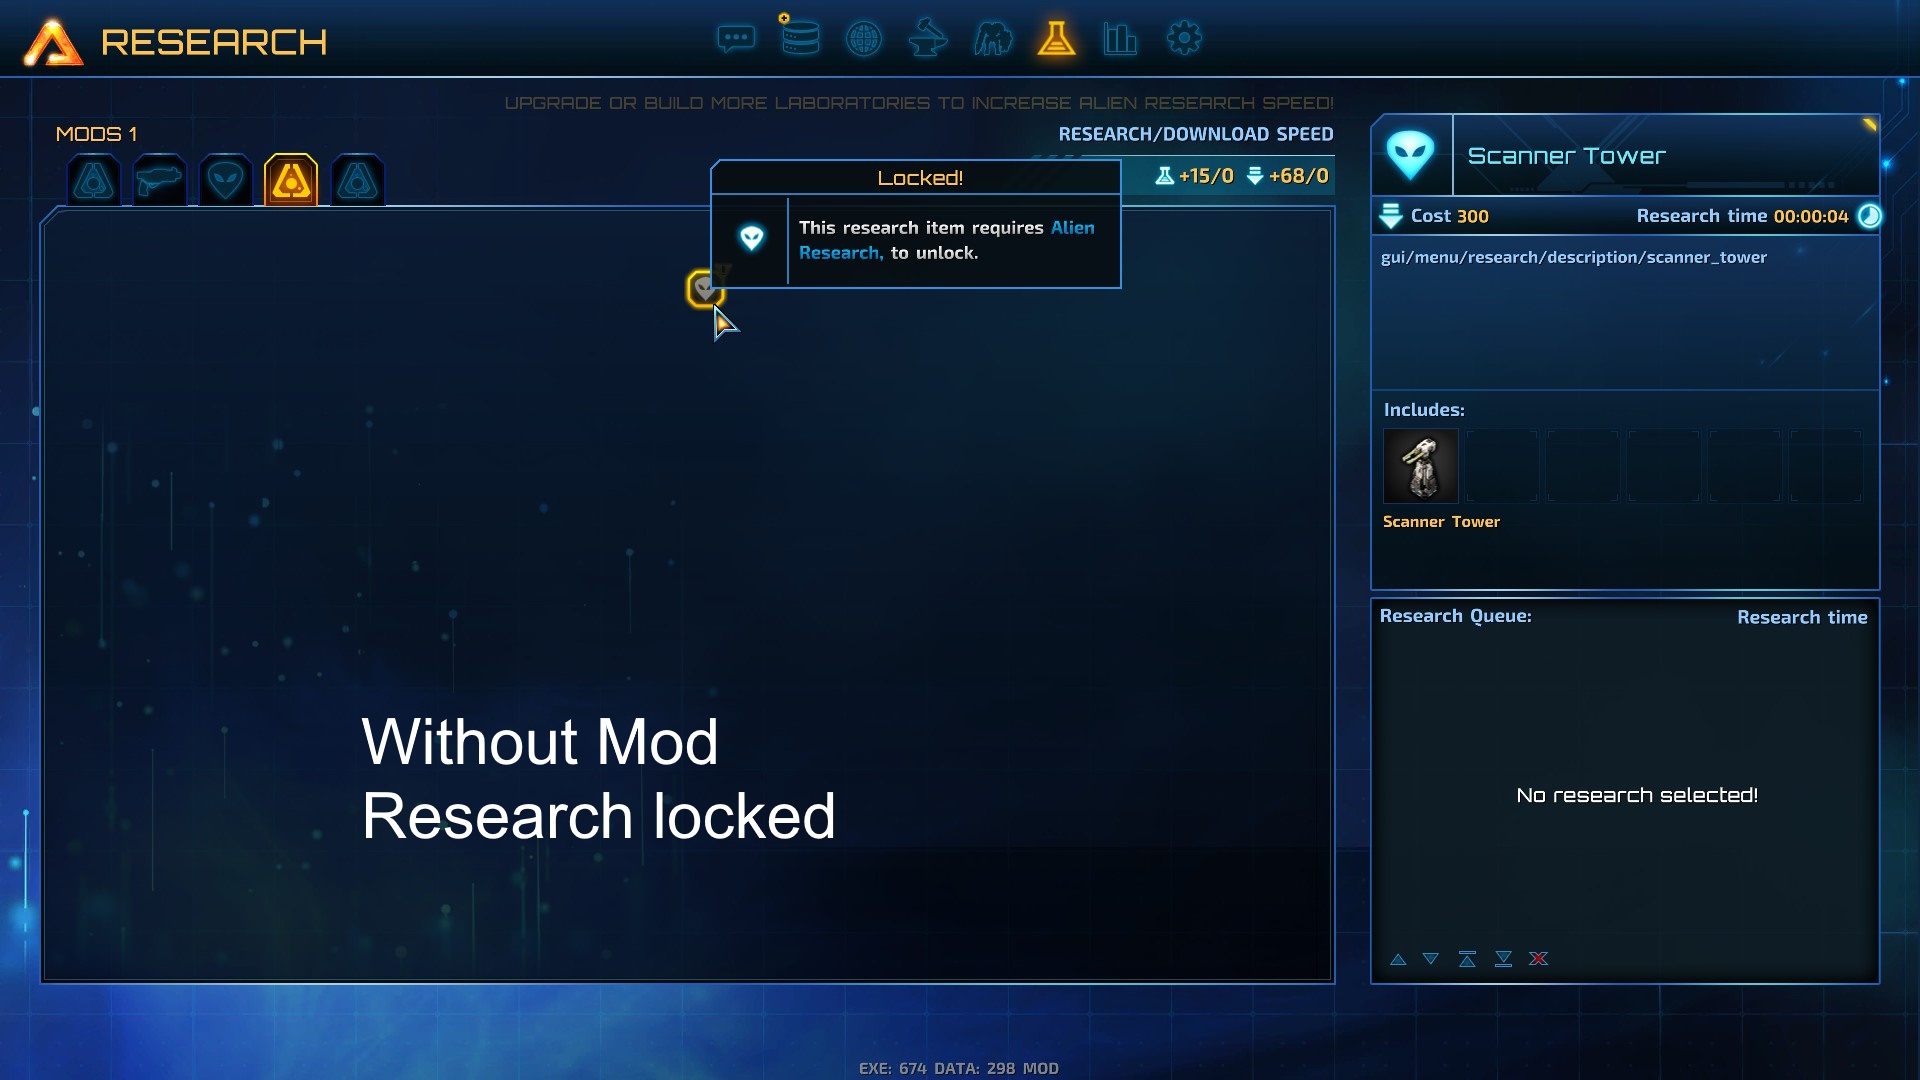 RESEARCH
UPGRADE OR BUILD MORE LABORATORIES TO INCREASE ALIEN RESEARCH SPEED!
MODS 1
RESEARCH/DOWNLOAD SPEED
+15/0 +68/0
Locked!
This research item requires Alien
Research, to unlock.
Without Mod
Research locked
Scanner Tower
Cost 300 Research time 00:00:04
gui/menu/research/description/scanner_tower
Includes:
Scanner Tower
Research Queue: Research time
No research selected!
EXE: 674 DATA: 298 MOD